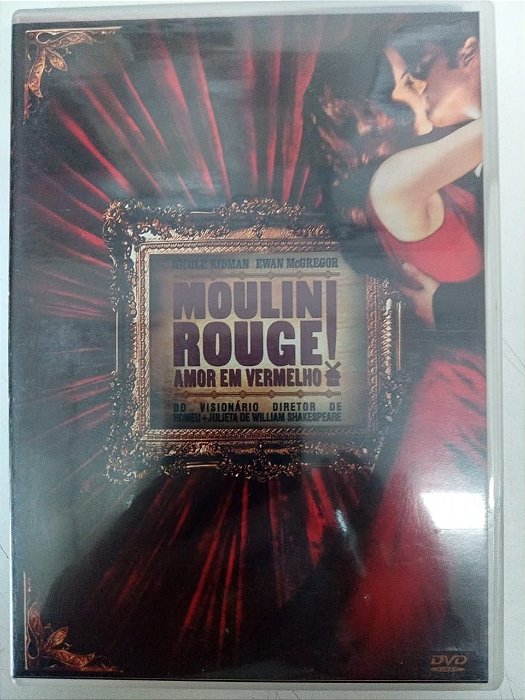 NICOLE KIDMAN EWAN McGREGOR
MOULIN
ROUGE!
AMOR EM VERMELHO
DO VISIONÁRIO DIRETOR DE
ROMEU + JULIETA DE WILLIAM SHAKESPEARE
DVD
VIDEO